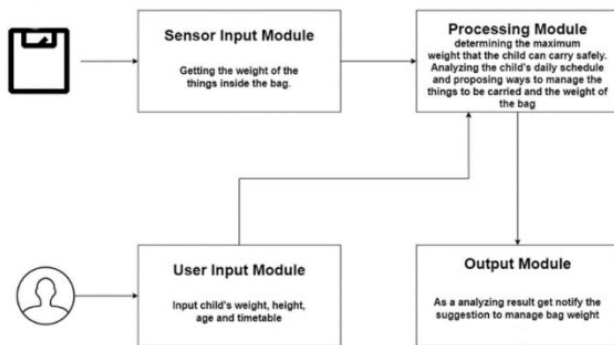 Sensor Input Module
Getting the weight of the
things inside the bag.
Processing Module
determining the maximum
weight that the child can carry safely.
Analyzing the child's daily schedule
and proposing ways to manage the
things to be carried and the weight of
the bag
User Input Module
Input child's weight, height,
age and timetable
Output Module
As a analyzing result get notify the
suggestion to manage bag weight